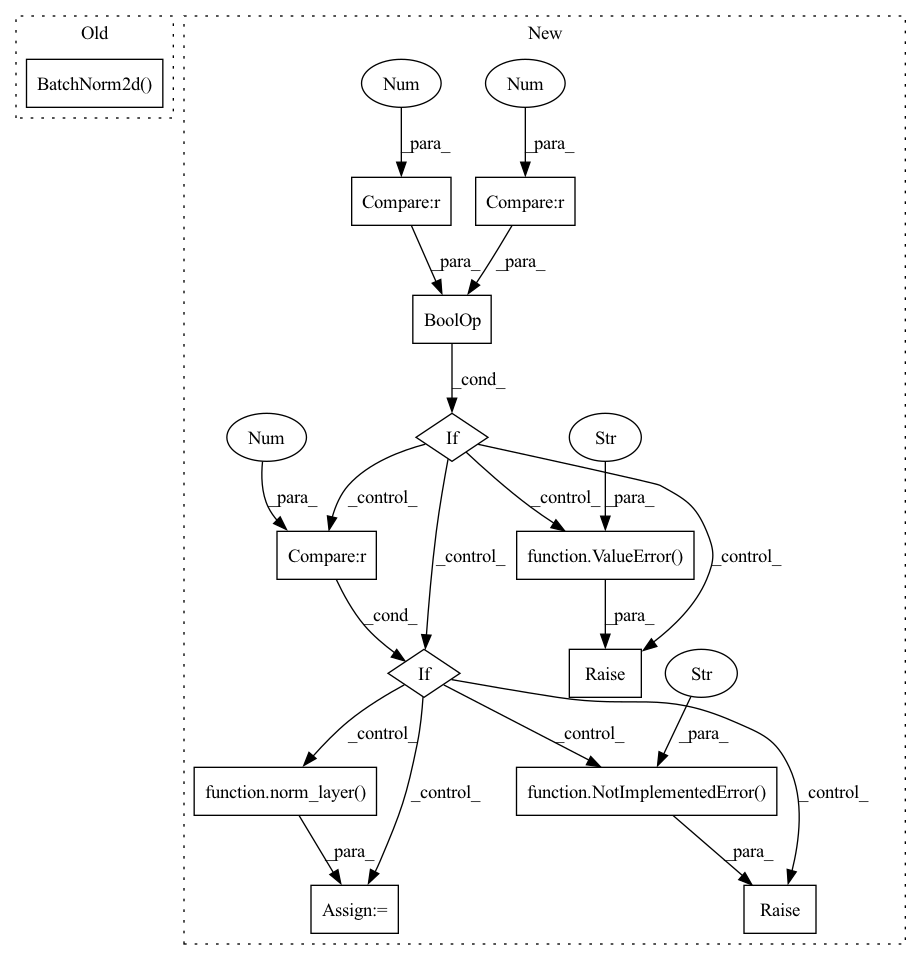 Old
New
BatchNorm2d()
Num
Num
_para_
_para_
Compare:r
Compare:r
_para_
_para_
BoolOp
_cond_
Num
If
Str
_para_
_control_
_control_
_para_
_control_
_control_
Compare:r
function.ValueError()
_cond_
_para_
If
Raise
Str
_control_
_control_
_para_
_control_
_control_
function.norm_layer()
function.NotImplementedError()
_para_
_para_
Assign:=
Raise